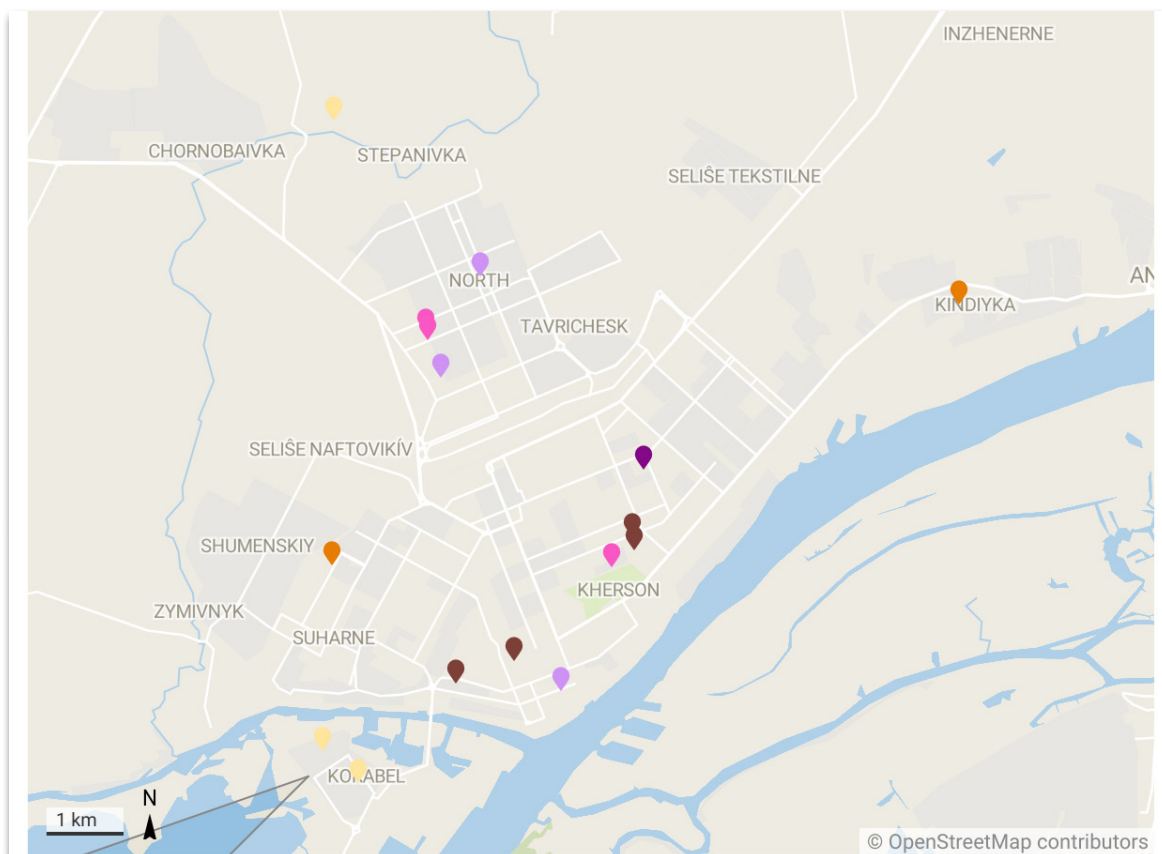 INZHENERNE
CHORNOBAIVKA
STEPANIVKA
SELIŠE TEKSTILNE
NORTH
AN
KINDIYKA
TAVRICHESK
SELIŠE NAFTOVIKÍV
SHUMENSKIY
KHERSON
ZYMIVNYK
SUHARNE
KORABEL
N
1 km
© OpenStreetMap contributors